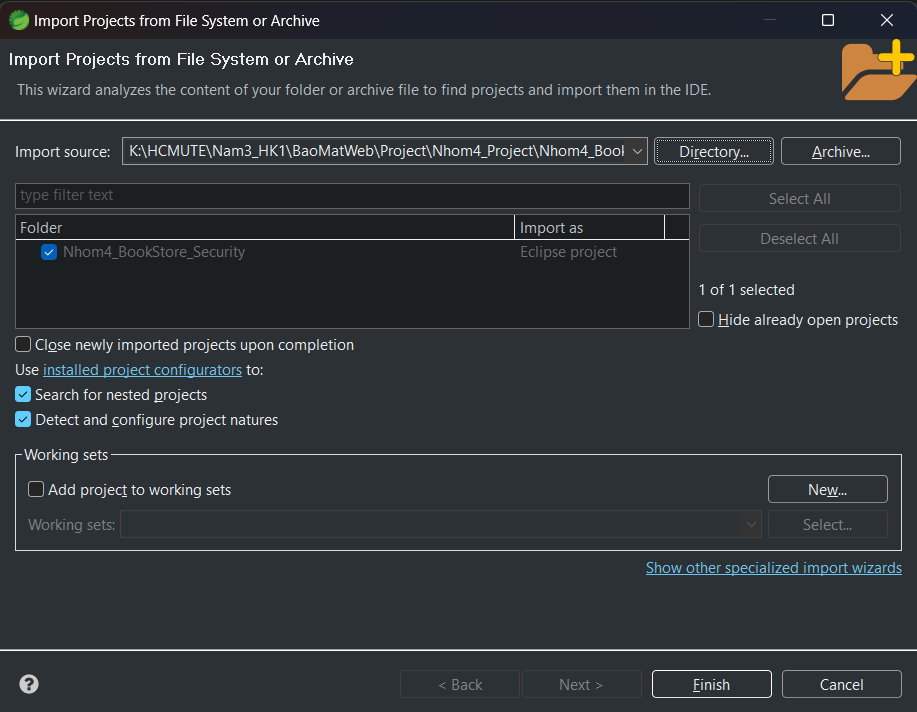 Import Projects from File System or Archive
Import Projects from File System or Archive
This wizard analyzes the content of your folder or archive file to find projects and import them in the IDE.
Import source: K:\HCMUTE\Nam3_HK1\BaoMatWeb\Project\Nhom4_Project\Nhom4_Book Directory... Archive...
type filter text Select All
Folder Import as
Deselect All
Nhom4_BookStore_Security Eclipse project
1 of 1 selected
Hide already open projects
Close newly imported projects upon completion
Use installed project configurators to:
Search for nested projects
Detect and configure project natures
Working sets
Add project to working sets New...
Working sets: Select...
Show other specialized import wizards
? < Back Next > Finish Cancel